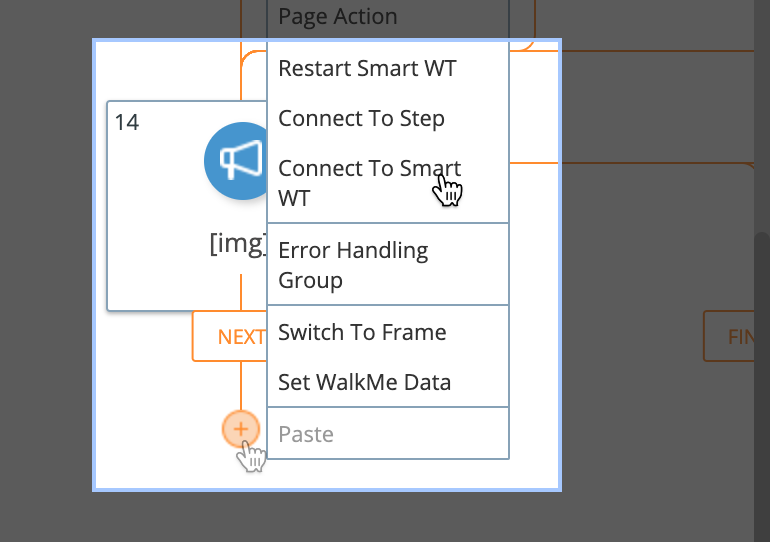 Page Action
Restart Smart WT
Connect To Step
14
Connect To Smart
WT
[img]
Error Handling
Group
Switch To Frame
NEXT
FIN
Set WalkMe Data
Paste